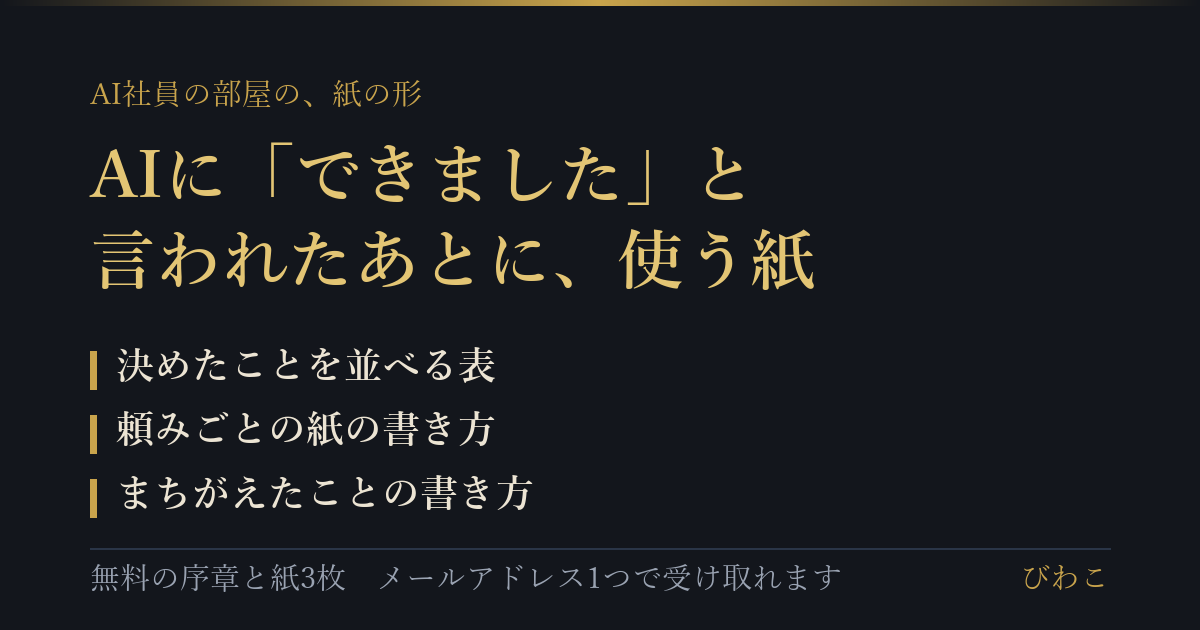 AI社員の部屋の、紙の形
AIに「できました」と
言われたあとに、使う紙
決めたことを並べる表
頼みごとの紙の書き方
まちがえたことの書き方
無料の序章と紙3枚　メールアドレス1つで受け取れます
びわこ